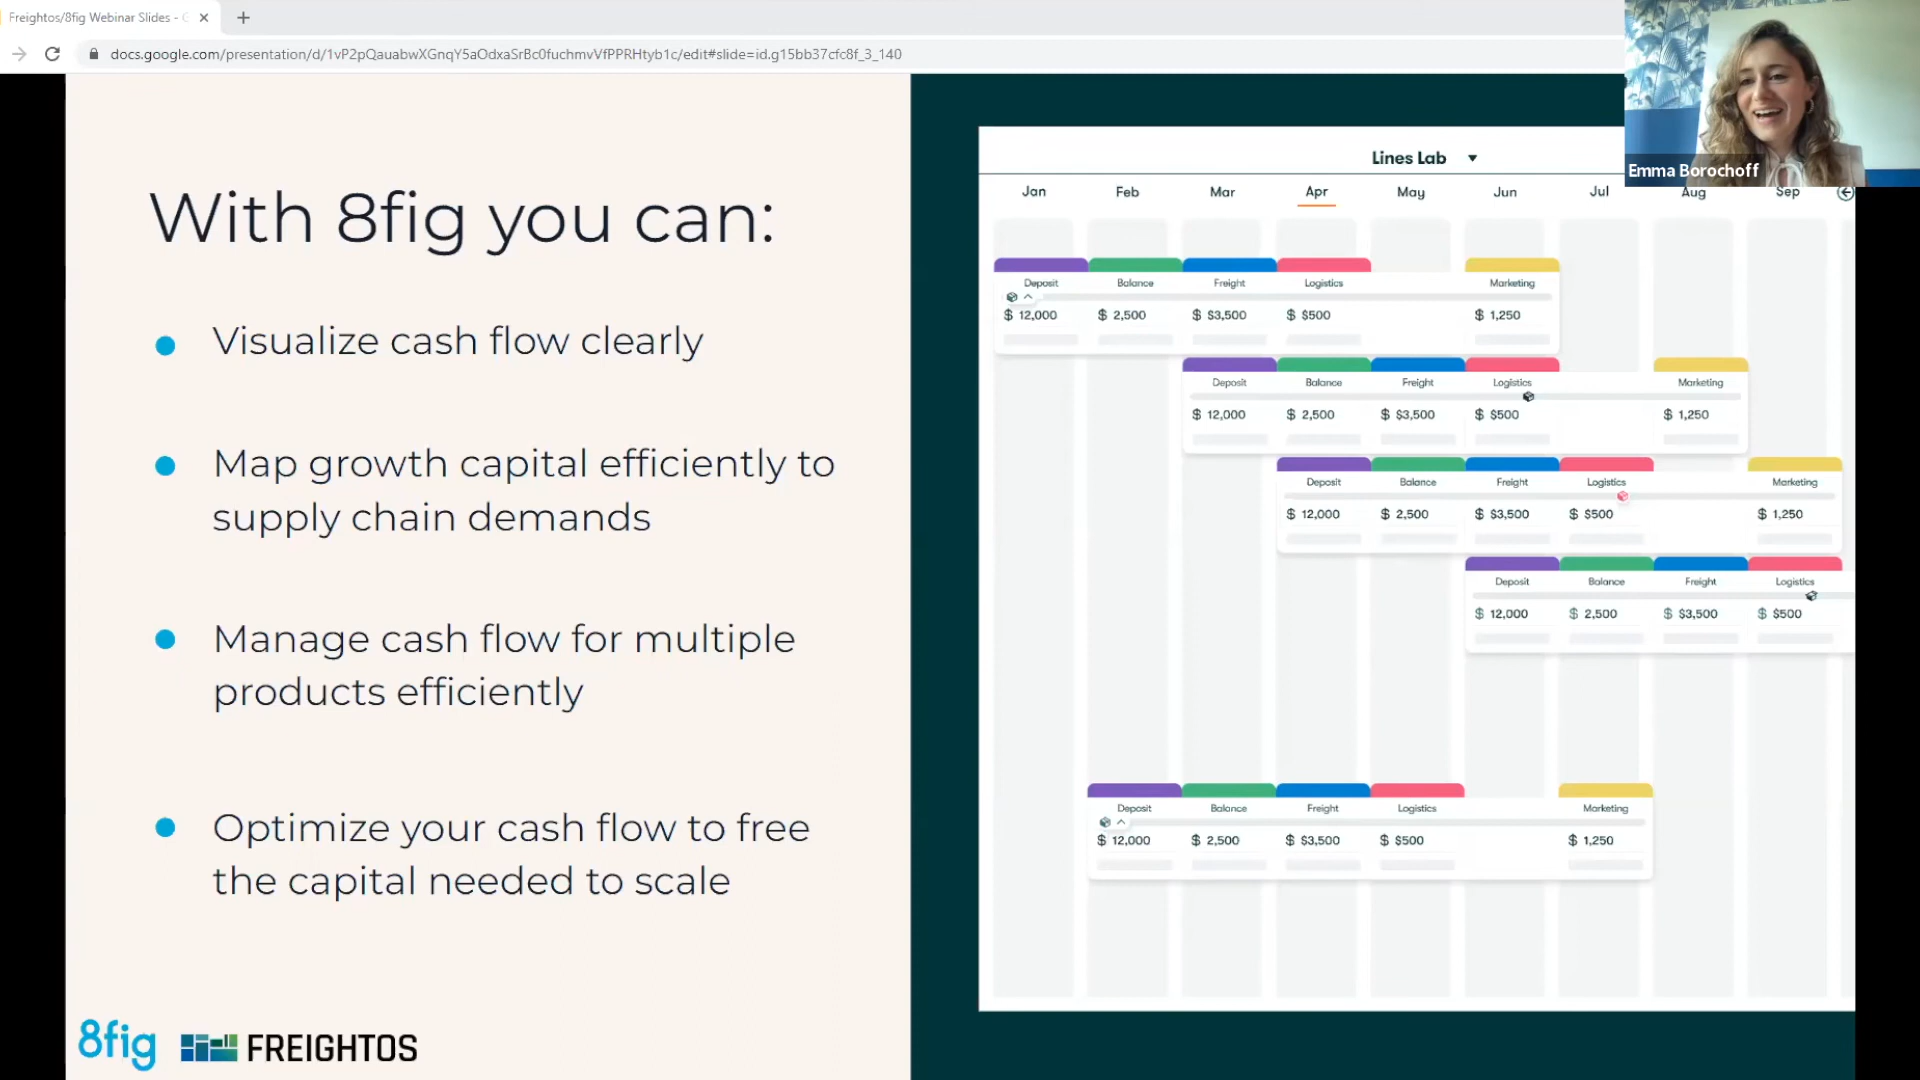 Freightos/8fig Webinar Slides -
docs.google.com/presentation/d/1vP2pQauabwXGnqY5aOdxaSrBc0fuchmvVfPPRHtyb1c/edit#slide=id.g15bb37cfc8f_3_140
Emma Borochoff
With 8fig you can:
Visualize cash flow clearly
Map growth capital efficiently to
supply chain demands
Manage cash flow for multiple
products efficiently
Optimize your cash flow to free
the capital needed to scale
8fig FREIGHTOS
Lines Lab
Jan Feb Mar Apr May Jun Jul Aug Sep
Deposit Balance Freight Logistics Marketing
$ 12,000 $ 2,500 $ $3,500 $ $500 $ 1,250
Deposit Balance Freight Logistics Marketing
$ 12,000 $ 2,500 $ $3,500 $ $500 $ 1,250
Deposit Balance Freight Logistics Marketing
$ 12,000 $ 2,500 $ $3,500 $ $500 $ 1,250
Deposit Balance Freight Logistics
$ 12,000 $ 2,500 $ $3,500 $ $500
Deposit Balance Freight Logistics Marketing
$ 12,000 $ 2,500 $ $3,500 $ $500 $ 1,250